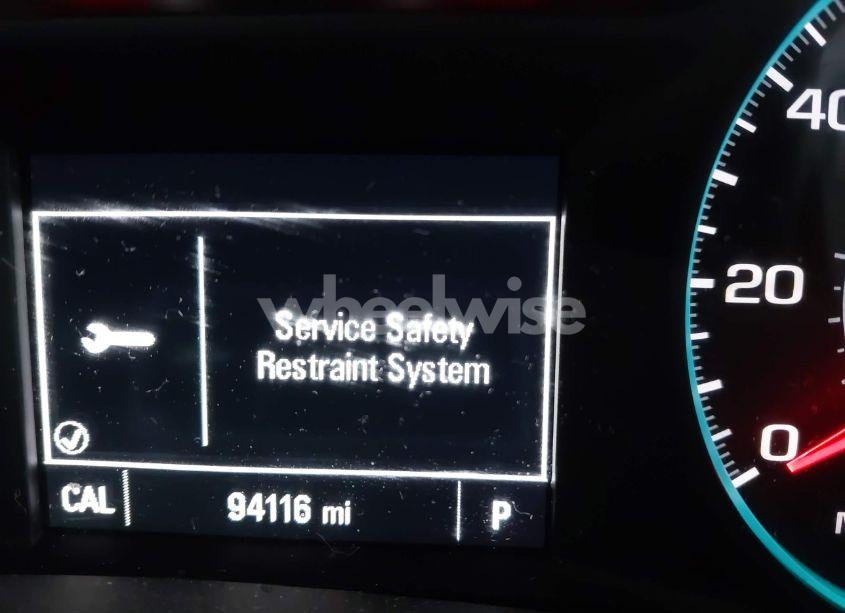 40
20
0
wheelwise
Service Safety
Restraint System
CAL
94116 mi
P